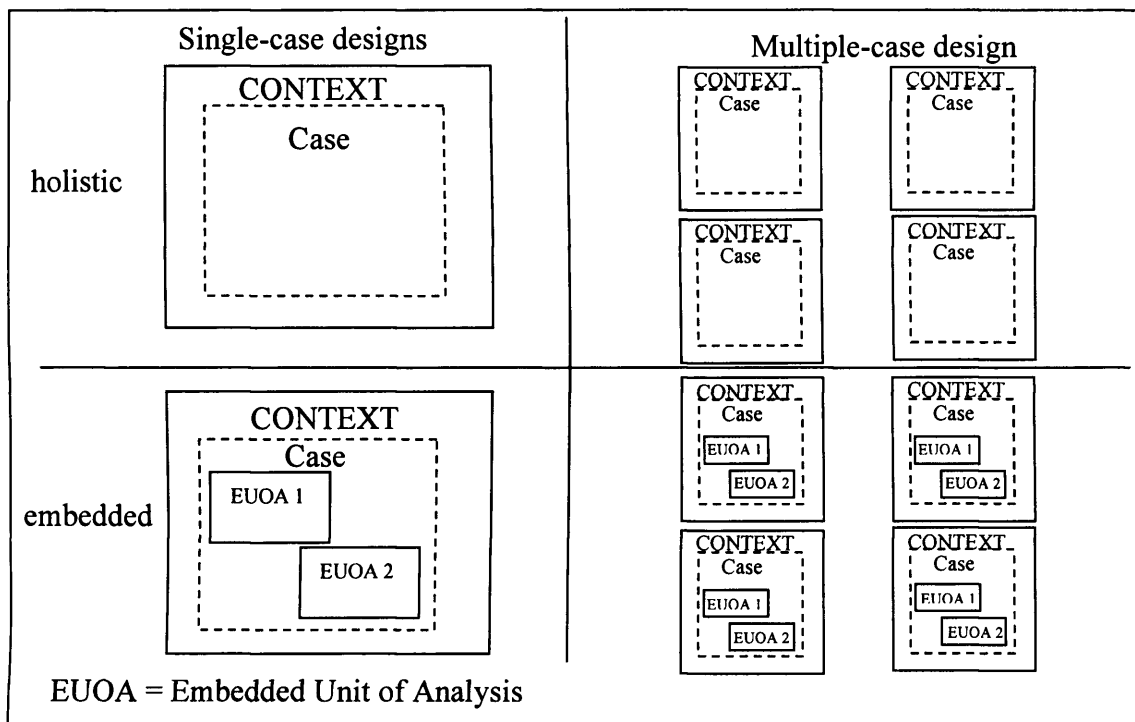 Single-case designs
CONTEXT
Case
holistic
Multiple-case design
CONTEXT
Case
CONTEXT
Case
CONTEXT
Case
CONTEXT
Case
CONTEXT
Case
EUOA 1
EUOA 2
embedded
CONTEXT
Case
EUOA 1
EUOA 2
CONTEXT
Case
EUOA 1
EUOA 2
CONTEXT
Case
EUOA 1
EUOA 2
CONTEXT
Case
EUOA 1
EUOA 2
EUOA = Embedded Unit of Analysis